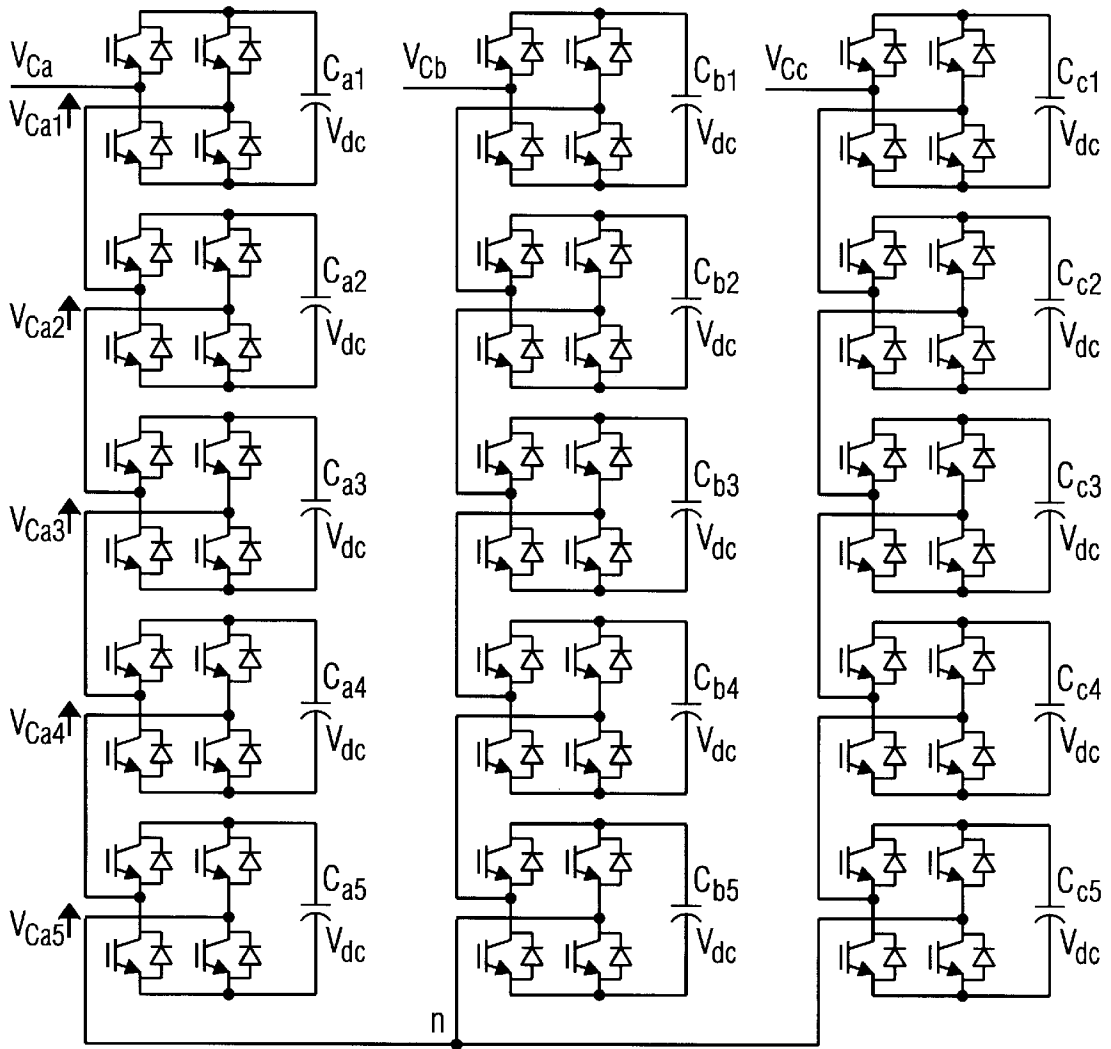 V_Ca
V_Ca1
C_a1
V_dc
V_Cb
C_b1
V_dc
V_Cc
C_c1
V_dc
V_Ca2
C_a2
V_dc
C_b2
V_dc
C_c2
V_dc
V_Ca3
C_a3
V_dc
C_b3
V_dc
C_c3
V_dc
V_Ca4
C_a4
V_dc
C_b4
V_dc
C_c4
V_dc
V_Ca5
C_a5
V_dc
C_b5
V_dc
C_c5
V_dc
n